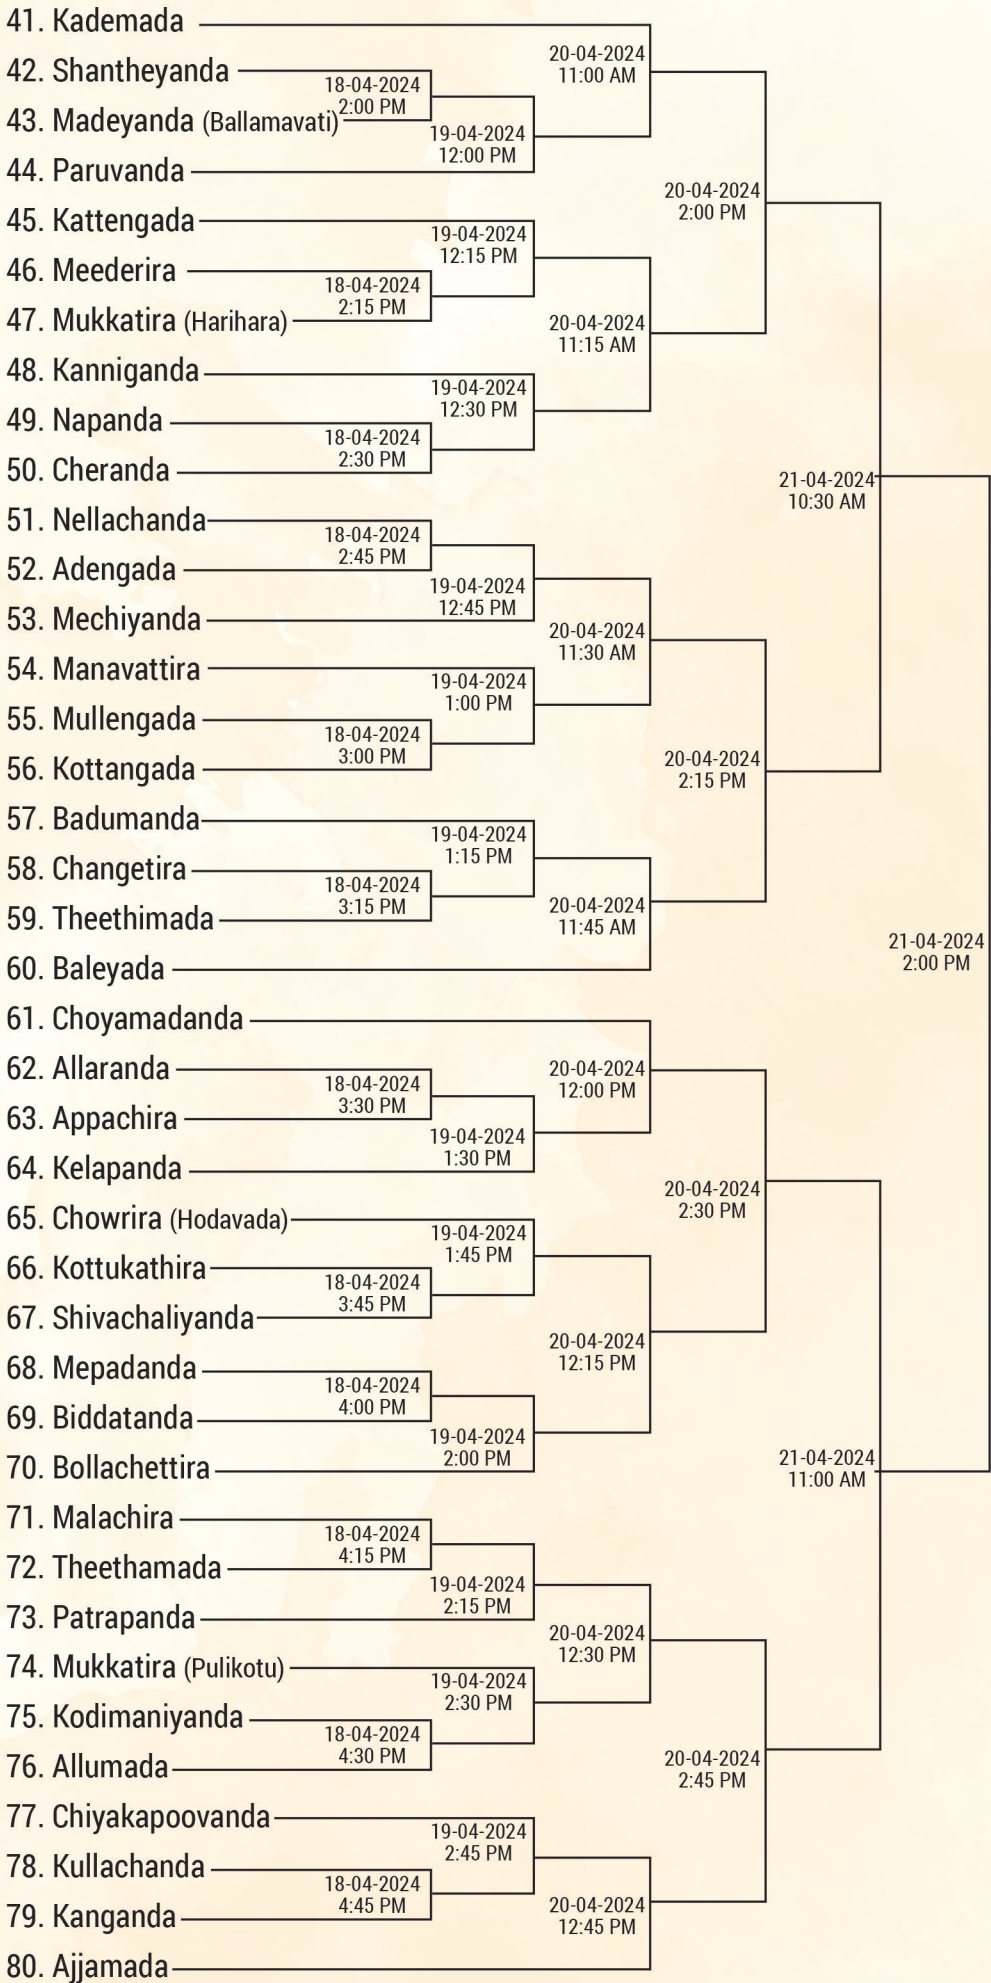 41. Kademada
42. Shantheyanda
43. Madeyanda (Ballamavati)
44. Paruvanda
45. Kattengada
46. Meederira
47. Mukkatira (Harihara)
48. Kanniganda
49. Napanda
50. Cheranda
51. Nellachanda
52. Adengada
53. Mechiyanda
54. Manavattira
55. Mullengada
56. Kottangada
57. Badumanda
58. Changetira
59. Theethimada
60. Baleyada
61. Choyamadanda
62. Allaranda
63. Appachira
64. Kelapanda
65. Chowrira (Hodavada)
66. Kottukathira
67. Shivachaliyanda
68. Mepadanda
69. Biddatanda
70. Bollachettira
71. Malachira
72. Theethamada
73. Patrapanda
74. Mukkatira (Pulikotu)
75. Kodimaniyanda
76. Allumada
77. Chiyakapoovanda
78. Kullachanda
79. Kanganda
80. Ajjamada
18-04-2024
2:00 PM
18-04-2024
2:15 PM
18-04-2024
2:30 PM
18-04-2024
2:45 PM
18-04-2024
3:00 PM
18-04-2024
3:15 PM
18-04-2024
3:30 PM
18-04-2024
3:45 PM
18-04-2024
4:00 PM
18-04-2024
4:15 PM
18-04-2024
4:30 PM
18-04-2024
4:45 PM
19-04-2024
12:00 PM
19-04-2024
12:15 PM
19-04-2024
12:30 PM
19-04-2024
12:45 PM
19-04-2024
1:00 PM
19-04-2024
1:15 PM
19-04-2024
1:30 PM
19-04-2024
1:45 PM
19-04-2024
2:00 PM
19-04-2024
2:15 PM
19-04-2024
2:30 PM
19-04-2024
2:45 PM
20-04-2024
11:00 AM
20-04-2024
11:15 AM
20-04-2024
11:30 AM
20-04-2024
11:45 AM
20-04-2024
12:00 PM
20-04-2024
12:15 PM
20-04-2024
12:30 PM
20-04-2024
12:45 PM
20-04-2024
2:00 PM
20-04-2024
2:15 PM
20-04-2024
2:30 PM
20-04-2024
2:45 PM
21-04-2024
10:30 AM
21-04-2024
11:00 AM
21-04-2024
2:00 PM